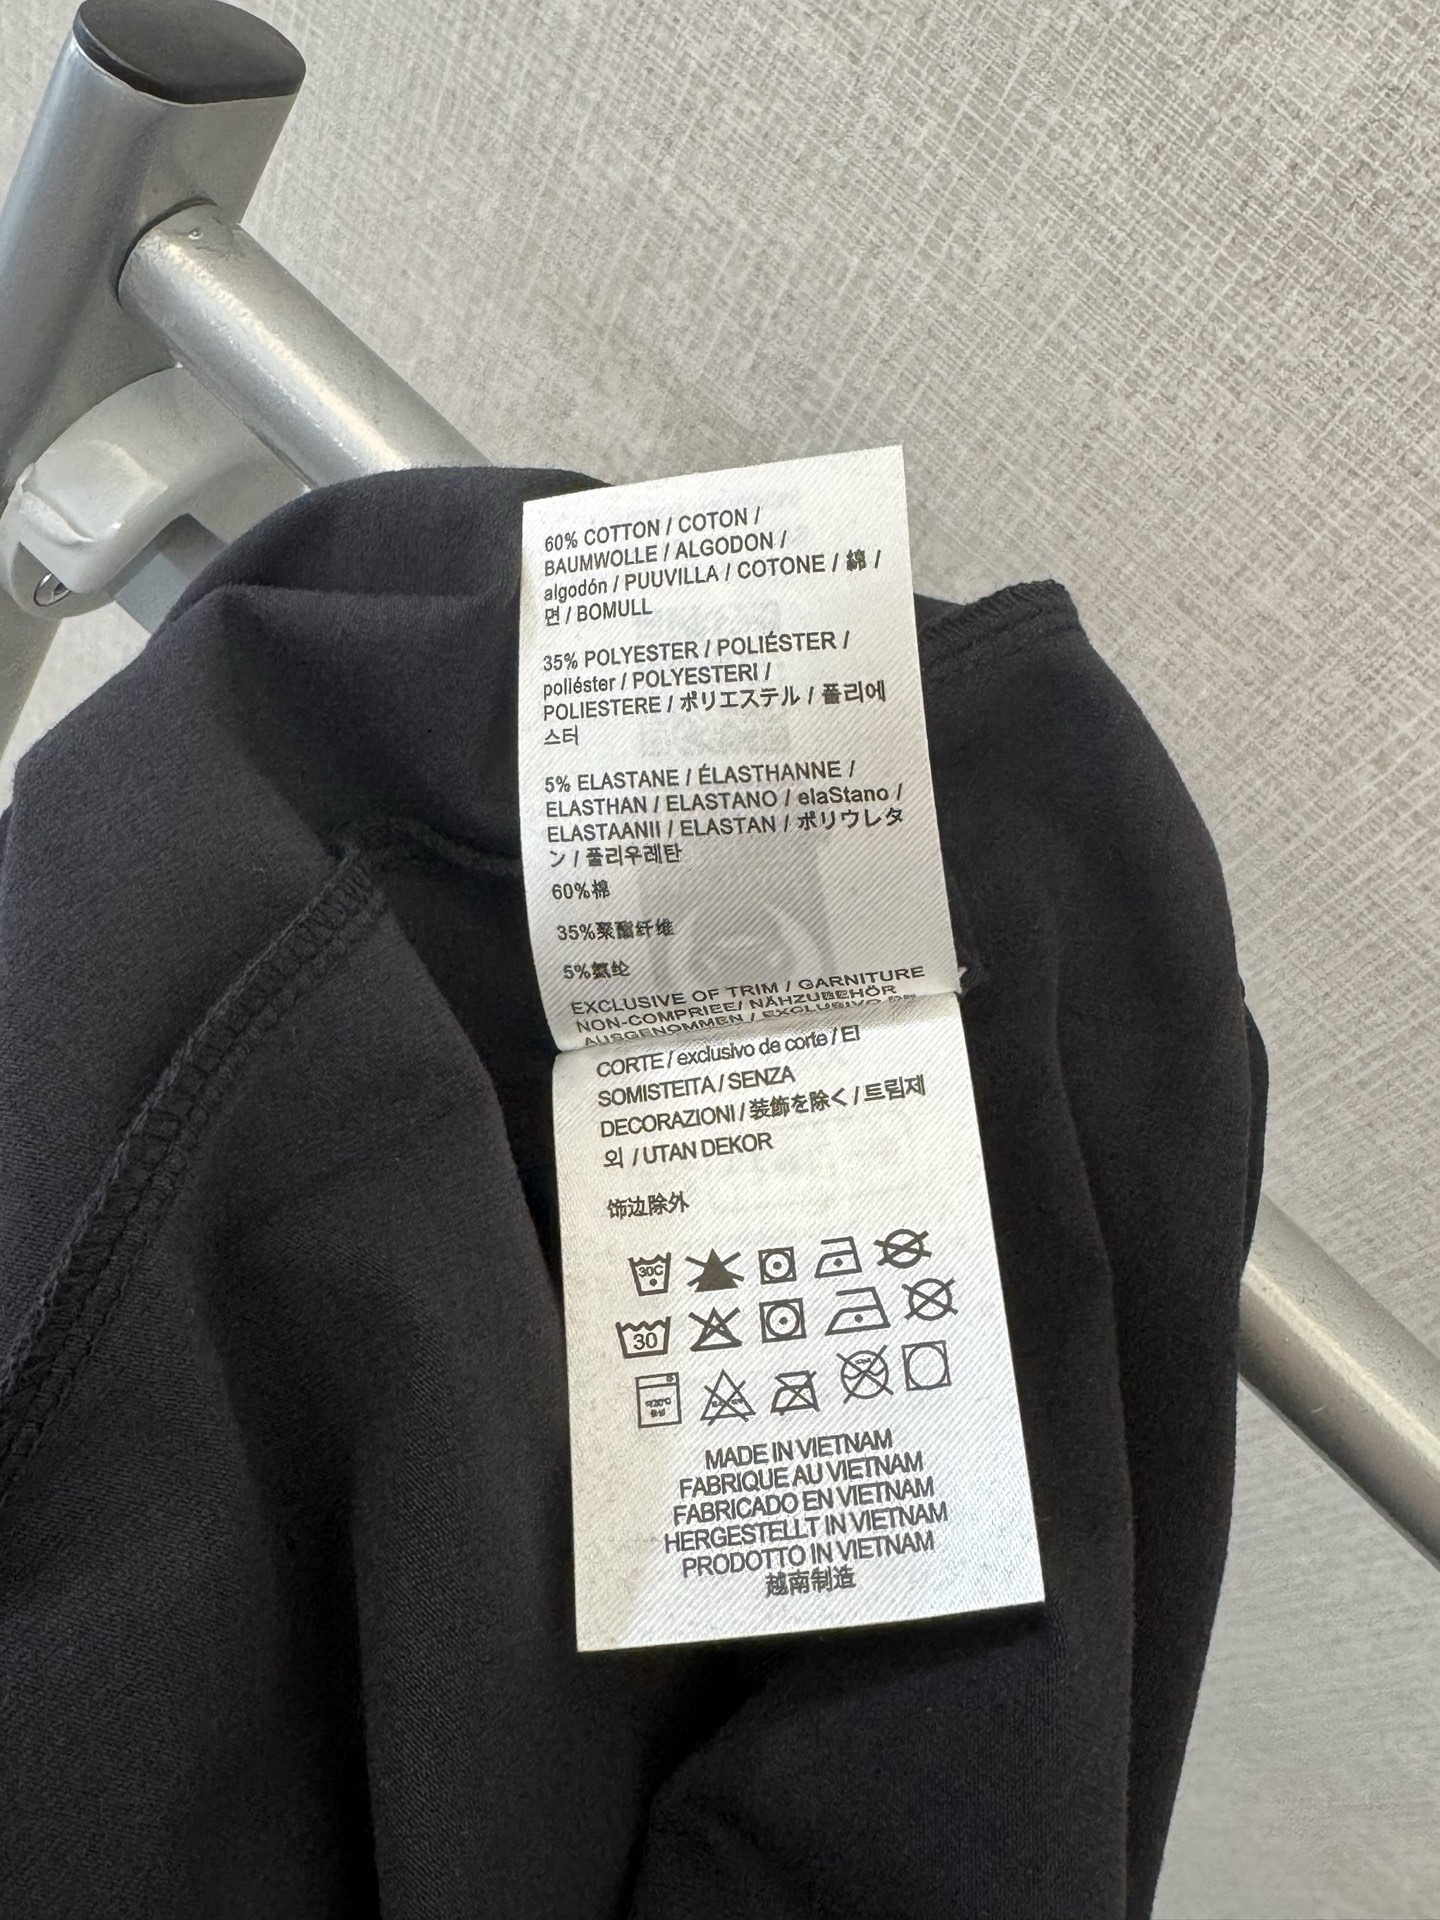 60% COTTON / COTON /
BAUMWOLLE / ALGODON /
algodón / PUUVILLA / COTONE / 綿 /
면 / BOMULL
35% POLYESTER / POLIÉSTER /
poliéster / POLYESTERI /
POLIESTERE / ポリエステル / 폴리에
스터
5% ELASTANE / ÉLASTHANNE /
ELASTHAN / ELASTANO / elaStano /
ELASTAANII / ELASTAN / ポリウレタ
ン / 폴리우레탄
60%棉
35%聚酯纤维
5%氨纶
EXCLUSIVE OF TRIM / GARNITURE
NON-COMPRIEE/ NÄHZUBEHÖR
AUSGENOMMEN / EXCLUSIVO DE
CORTE / exclusivo de corte / EI
SOMISTEITA / SENZA
DECORAZIONI / 装飾を除く / 트림제
외 / UTAN DEKOR
饰边除外
30C
30
MADE IN VIETNAM
FABRIQUE AU VIETNAM
FABRICADO EN VIETNAM
HERGESTELLT IN VIETNAM
PRODOTTO IN VIETNAM
越南制造